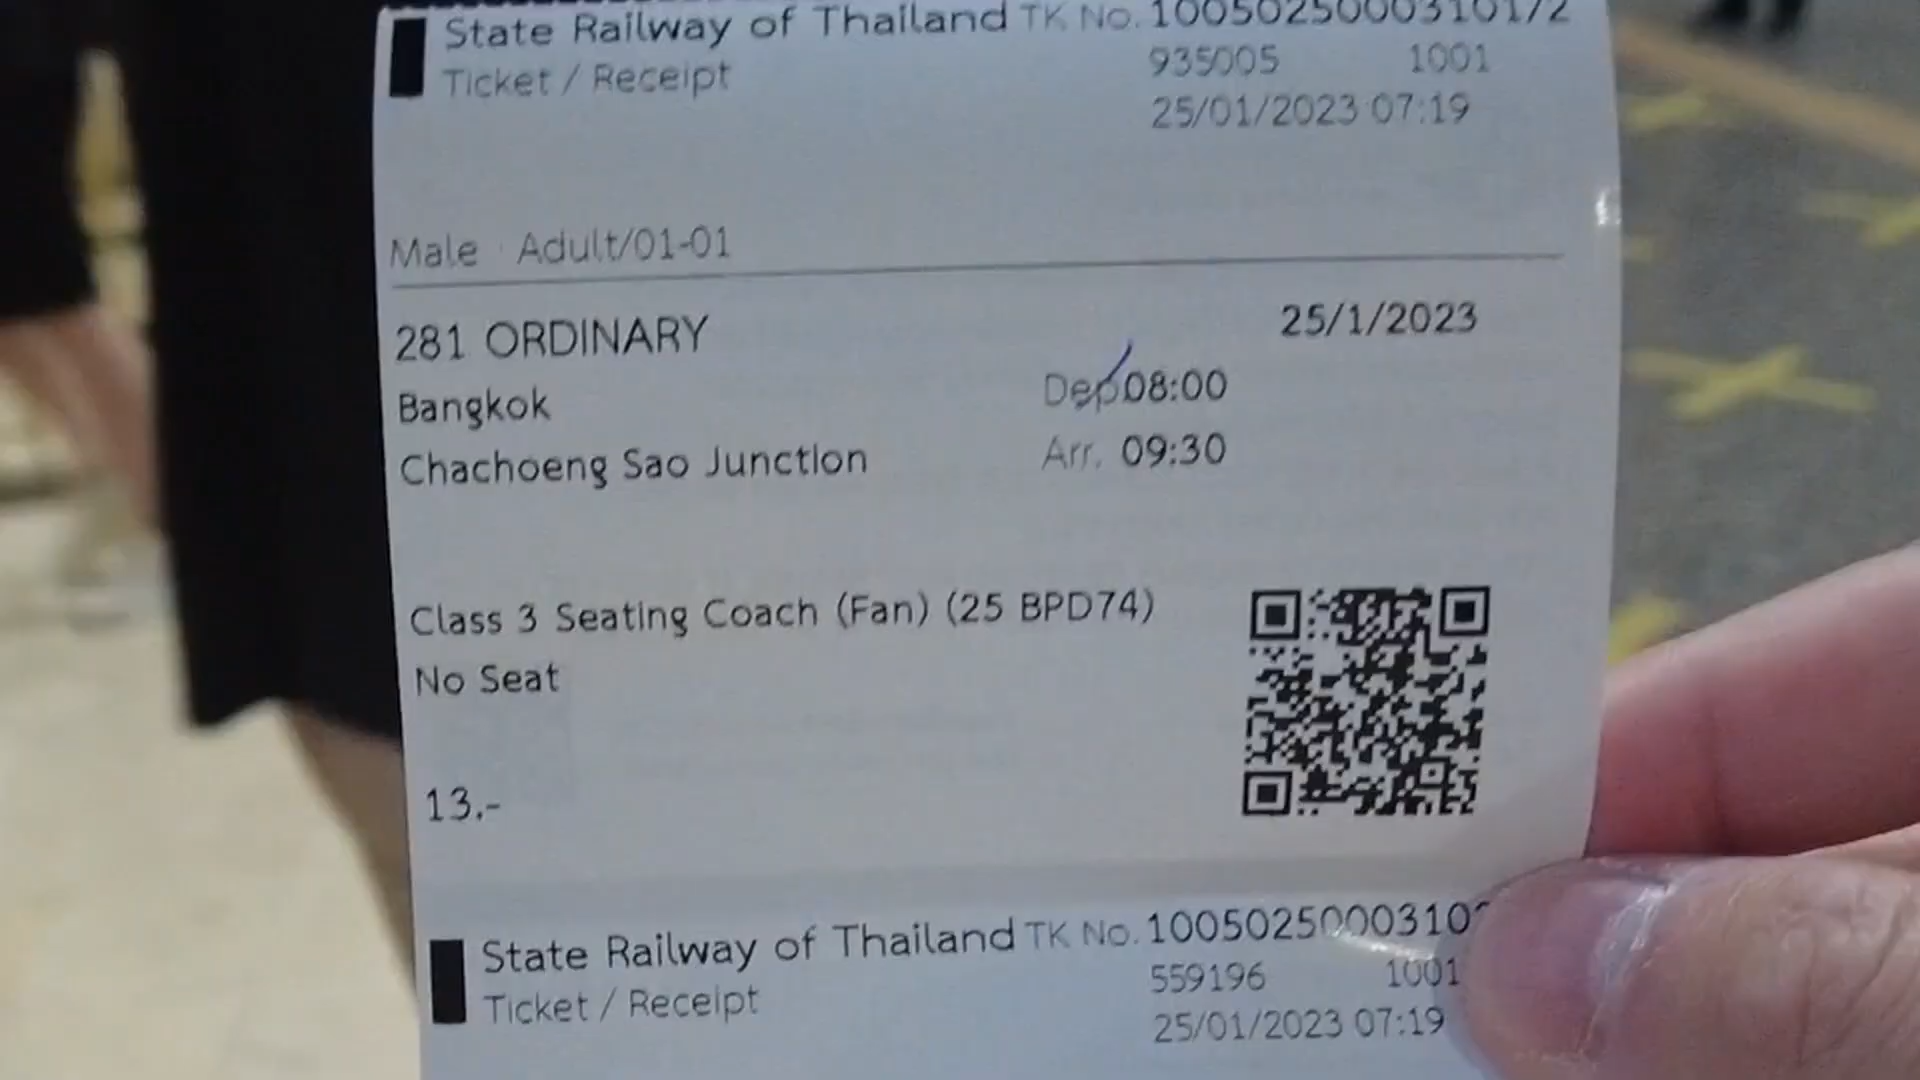 State Railway of Thailand TK No. 10050250003101/2
Ticket / Receipt 935005 1001
25/01/2023 07:19
Male Adult/01-01
281 ORDINARY 25/1/2023
Bangkok Dep. 08:00
Chachoeng Sao Junction Arr. 09:30
Class 3 Seating Coach (Fan) (25 BPD74)
No Seat
13.-
State Railway of Thailand TK No.
Ticket / Receipt 559196 1001
25/01/2023 07:19